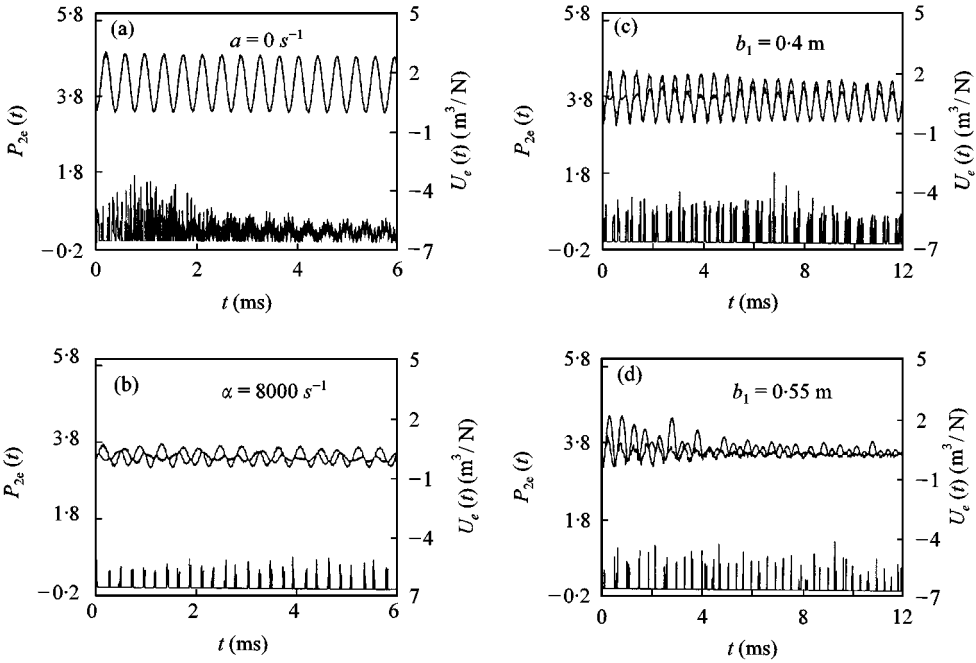 (a)
a = 0 s⁻¹
5·8
3·8
1·8
−0·2
P₂ₑ (t)
5
2
−1
−4
−7
Uₑ (t) (m³/ N)
0 2 4 6
t (ms)
(c)
b₁ = 0·4 m
5·8
3·8
1·8
−0·2
P₂ₑ (t)
5
2
−1
−4
−7
Uₑ (t) (m³/ N)
0 4 8 12
t (ms)
(b)
α = 8000 s⁻¹
5·8
3·8
1·8
−0·2
P₂ₑ (t)
5
2
−1
−4
7
Uₑ (t) (m³/ N)
0 2 4 6
t (ms)
(d)
b₁ = 0·55 m
5·8
3·8
1·8
−0·2
P₂ₑ (t)
5
2
−1
−4
−7
Uₑ (t) (m³/ N)
0 4 8 12
t (ms)